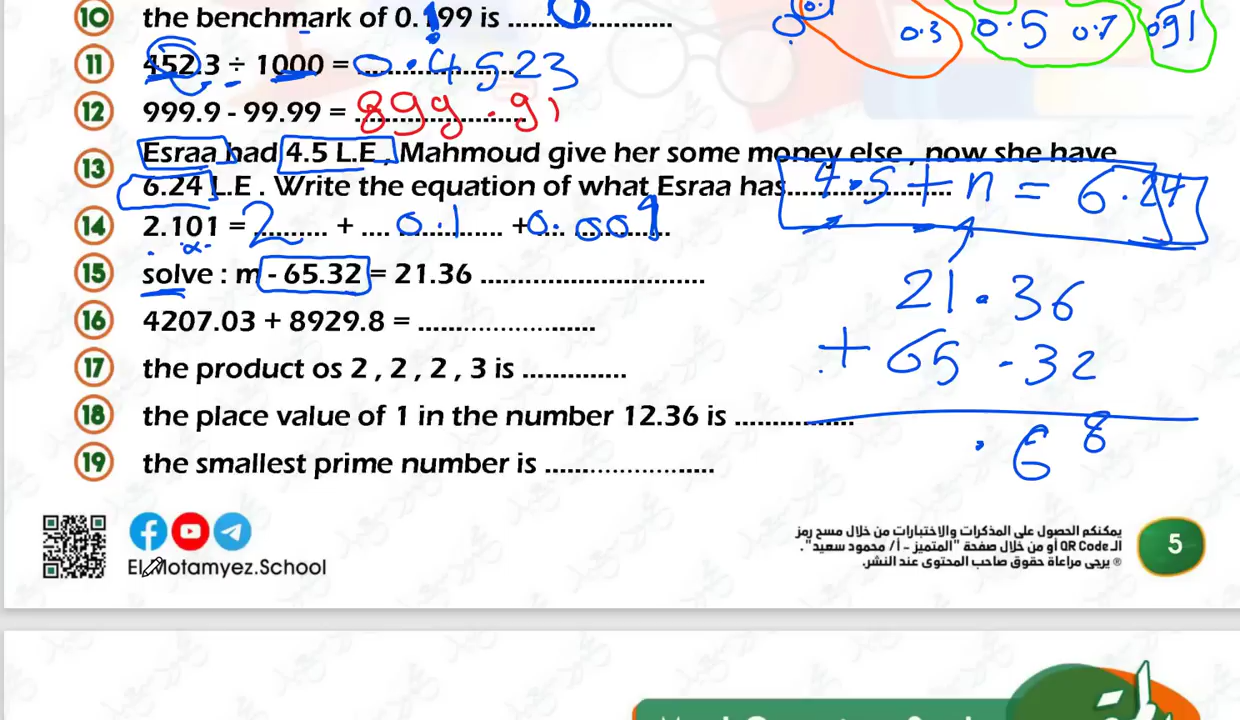 10 the benchmark of 0.199 is ....................
0.1
0
0.3
0.5 0.7
0.91
11 452.3 ÷ 1000 = 0.4523
12 999.9 - 99.99 = 899.91
13 Esraa had 4.5 L.E , Mahmoud give her some money else , now she have
6.24 L.E . Write the equation of what Esraa has.................... 4.5 + n = 6.24
14 2.101 = 2 + 0.1 + 0.001
15 solve : m - 65.32 = 21.36 ................................
21.36
+ 65.32
.68
16 4207.03 + 8929.8 = .........................
17 the product os 2 , 2 , 2 , 3 is ..............
18 the place value of 1 in the number 12.36 is ................
19 the smallest prime number is .......................
El-Motamyez.School
يمكنكم الحصول على المذكرات والاختبارات من خلال مسح رمز
الـ QR Code أو من خلال صفحة "المتميز - أ/ محمود سعيد".
® يرجى مراعاة حقوق صاحب المحتوى عند النشر.
5